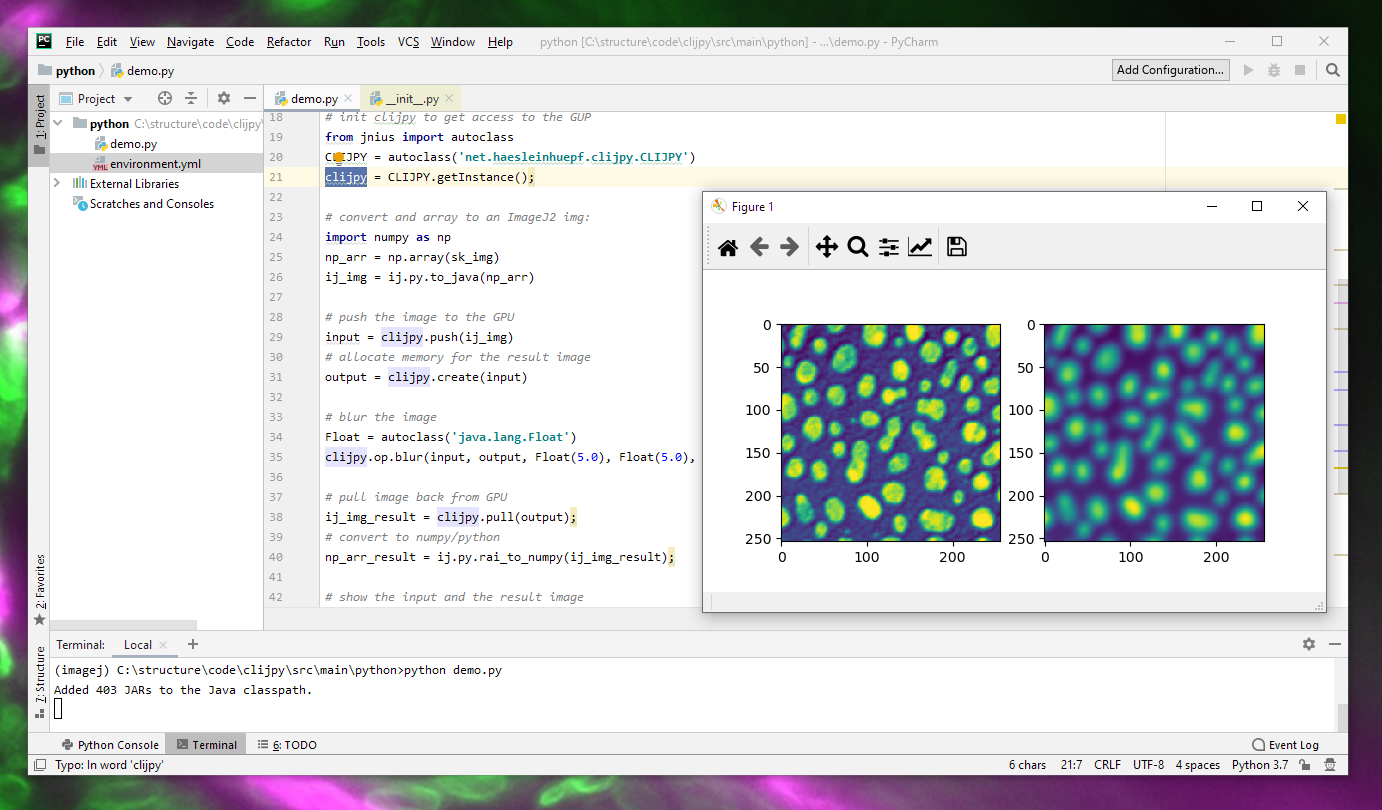 PC File Edit View Navigate Code Refactor Run Tools VCS Window Help python [C:\structure\code\clijpy\src\main\python] - ...\demo.py - PyCharm
python demo.py Add Configuration...
1: Project
Project
python C:\structure\code\clijpy\
demo.py
YML environment.yml
External Libraries
Scratches and Consoles
demo.py __init__.py
18 # init clijpy to get access to the GUP
19 from jnius import autoclass
20 CLIJPY = autoclass('net.haesleinhuepf.clijpy.CLIJPY')
21 clijpy = CLIJPY.getInstance();
22
23 # convert and array to an ImageJ2 img:
24 import numpy as np
25 np_arr = np.array(sk_img)
26 ij_img = ij.py.to_java(np_arr)
27
28 # push the image to the GPU
29 input = clijpy.push(ij_img)
30 # allocate memory for the result image
31 output = clijpy.create(input)
32
33 # blur the image
34 Float = autoclass('java.lang.Float')
35 clijpy.op.blur(input, output, Float(5.0), Float(5.0),
36
37 # pull image back from GPU
38 ij_img_result = clijpy.pull(output);
39 # convert to numpy/python
40 np_arr_result = ij.py.rai_to_numpy(ij_img_result);
41
42 # show the input and the result image
Figure 1
0
50
100
150
200
250
0 100 200
0
50
100
150
200
250
0 100 200
2: Favorites
7: Structure
Terminal: Local
(imagej) C:\structure\code\clijpy\src\main\python>python demo.py
Added 403 JARs to the Java classpath.
Python Console Terminal 6: TODO Event Log
Typo: In word 'clijpy' 6 chars 21:7 CRLF UTF-8 4 spaces Python 3.7